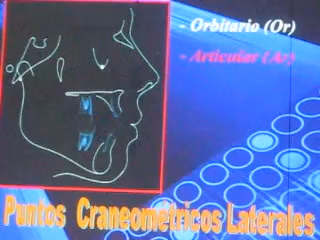 - Orbitario (Or)
- Articular (Ar)
Puntos Craneometricos Laterales